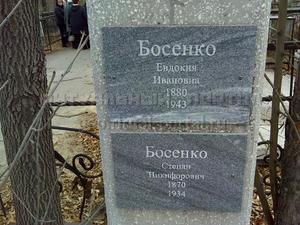 Босенко
Евдокия
Ивановна
1880
1943
Босенко
Степан
Никифорович
1870
1934